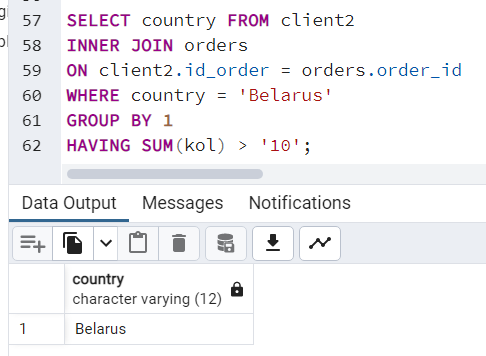 57
SELECT country FROM client2
58
INNER JOIN orders
59
ON client2.id_order = orders.order_id
60
WHERE country = 'Belarus'
61
GROUP BY 1
62
HAVING SUM(kol) > '10';
Data Output Messages Notifications
country
character varying (12)
1 Belarus